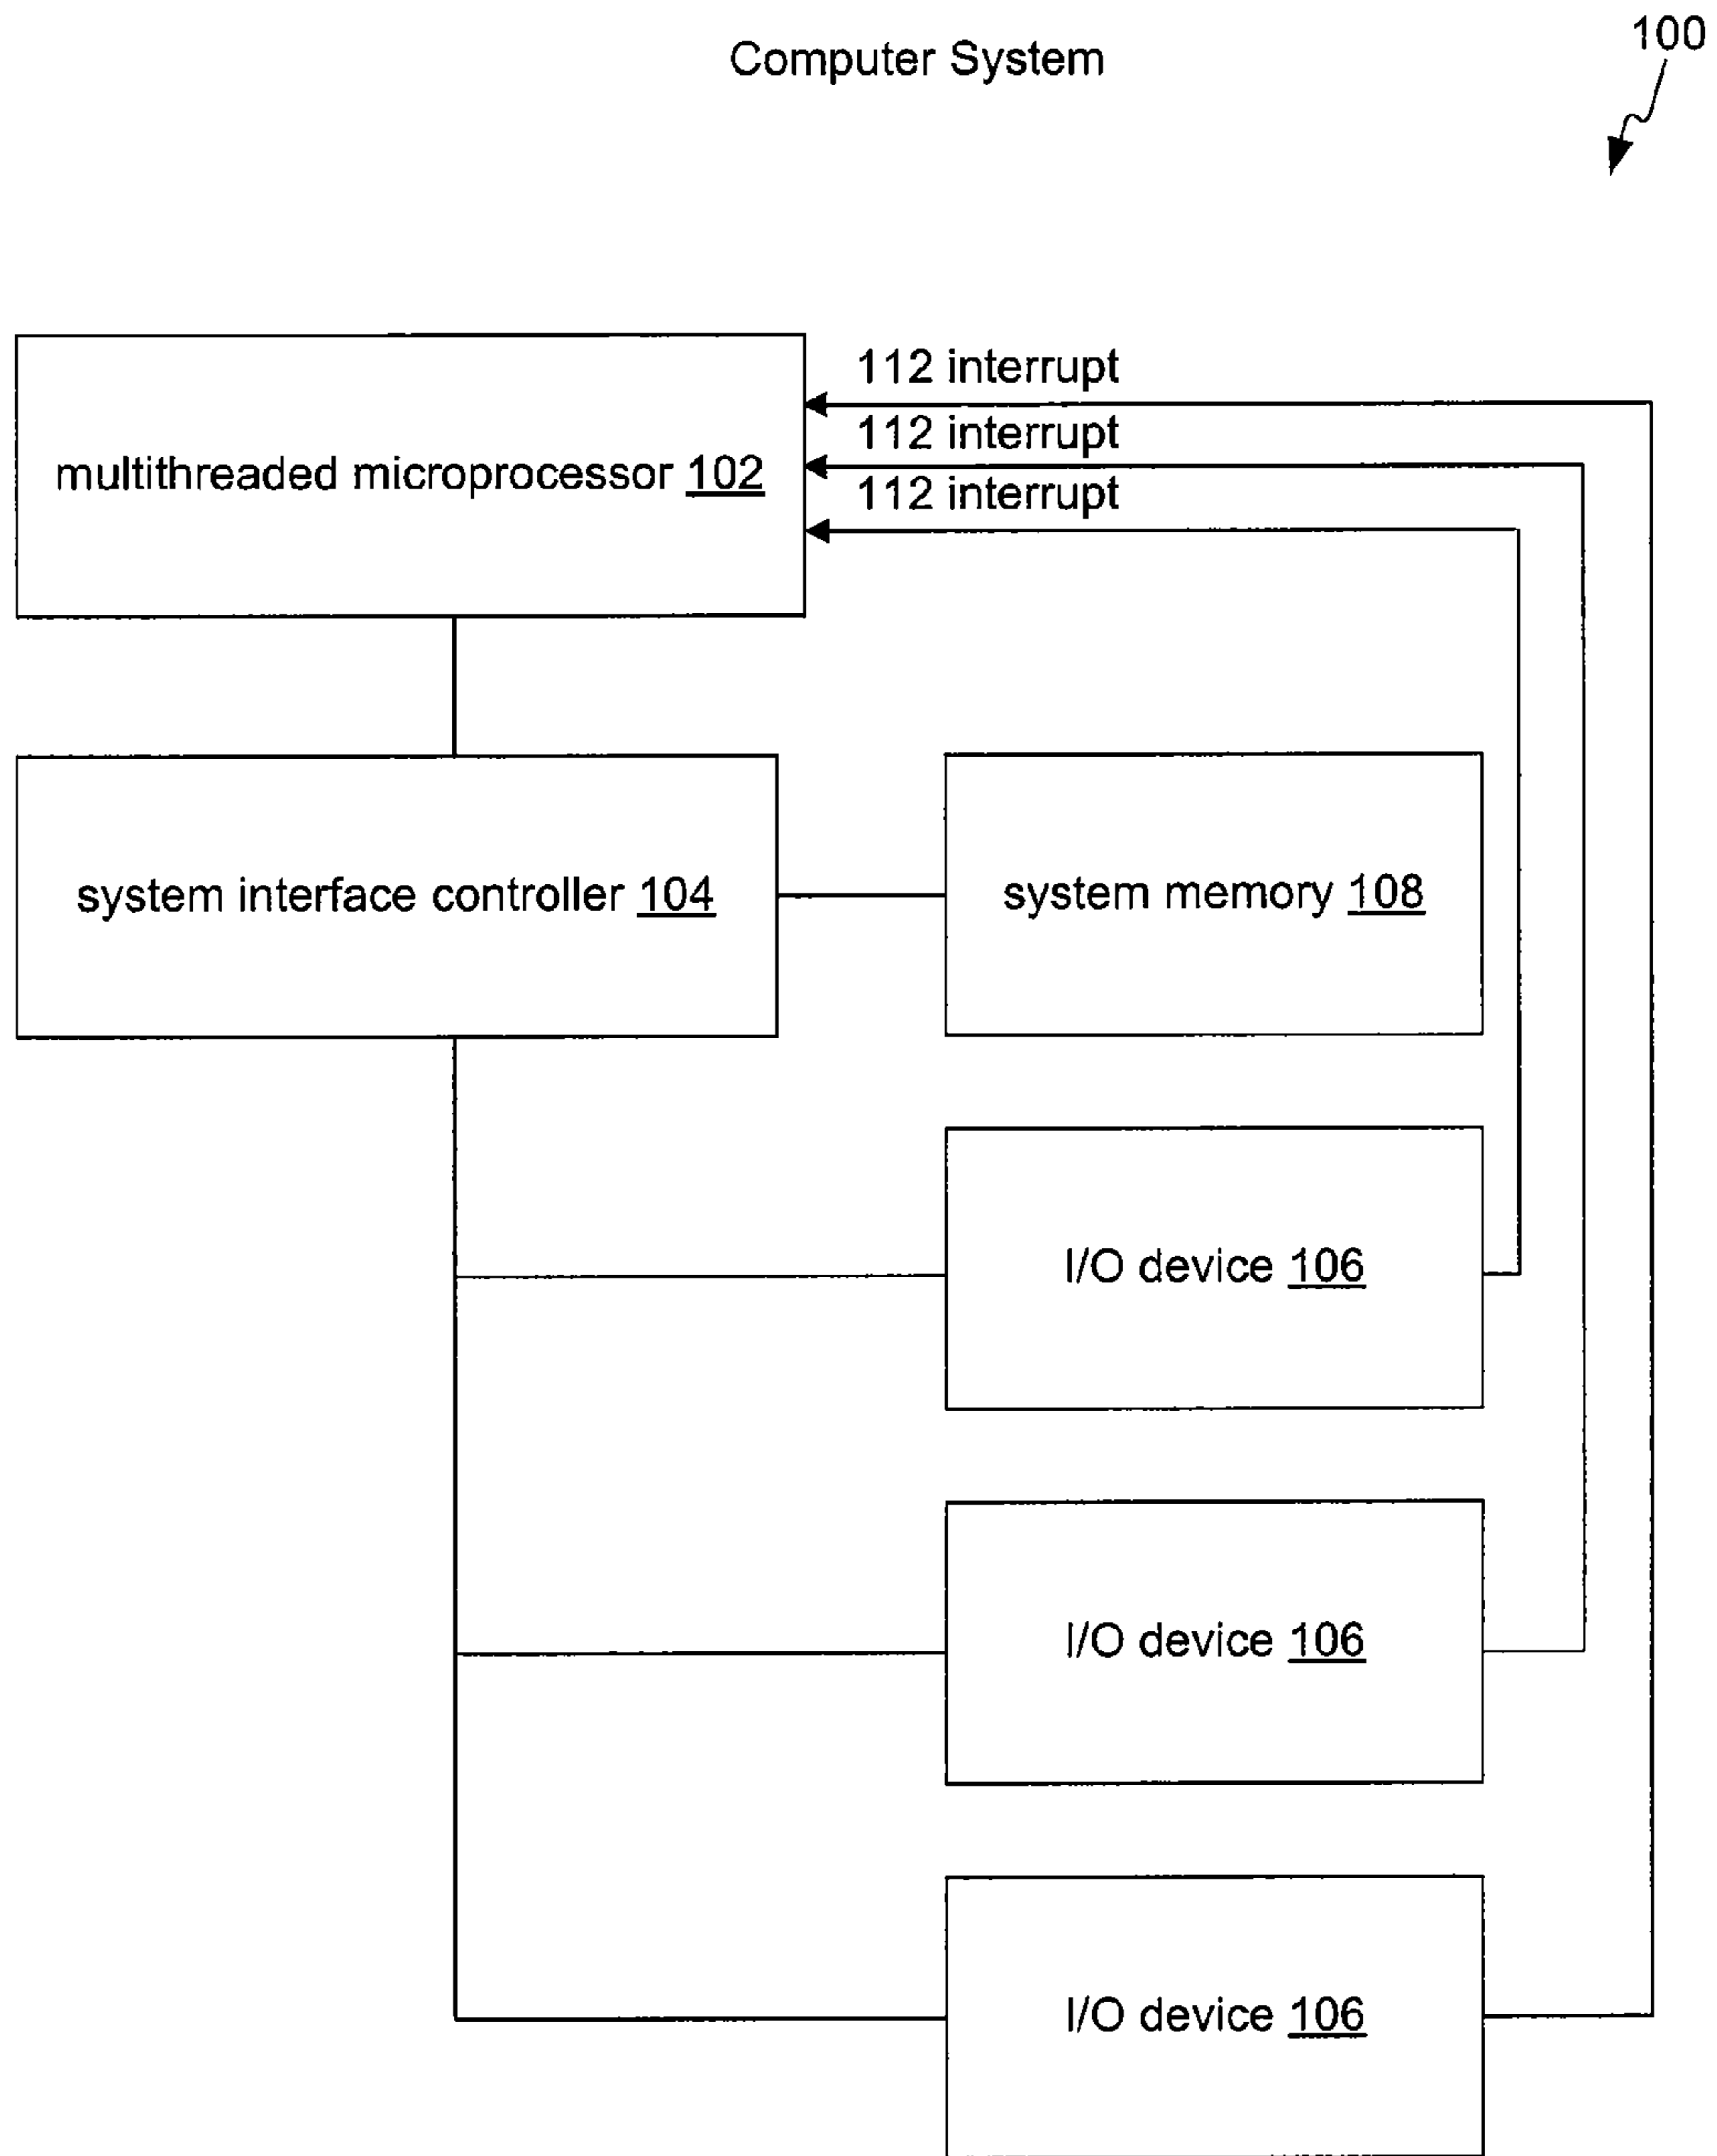 100
Computer System
112 interrupt
112 interrupt
multithreaded microprocessor 102
112 interrupt
system interface controller 104
system memory 108
I/O device 106
I/O device 106
I/O device 106